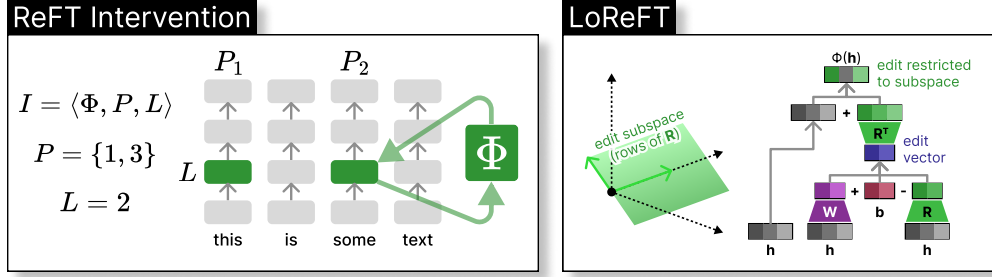 ReFT Intervention
I = ⟨Φ, P, L⟩
P = {1, 3}
L = 2
P₁
P₂
L
Φ
this
is
some
text
LoReFT
edit subspace
(rows of R)
Φ(h)
edit restricted
to subspace
+
Rᵀ
edit
vector
+
-
W
b
R
h
h
h